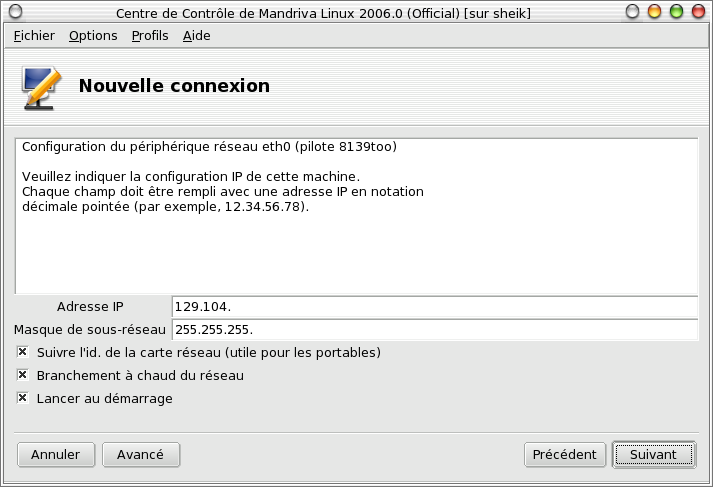 Centre de Contrôle de Mandriva Linux 2006.0 (Official) [sur sheik]
Fichier Options Profils Aide
Nouvelle connexion
Configuration du périphérique réseau eth0 (pilote 8139too)
Veuillez indiquer la configuration IP de cette machine.
Chaque champ doit être rempli avec une adresse IP en notation
décimale pointée (par exemple, 12.34.56.78).
Adresse IP 129.104.
Masque de sous-réseau 255.255.255.
Suivre l'id. de la carte réseau (utile pour les portables)
Branchement à chaud du réseau
Lancer au démarrage
Annuler Avancé Précédent Suivant